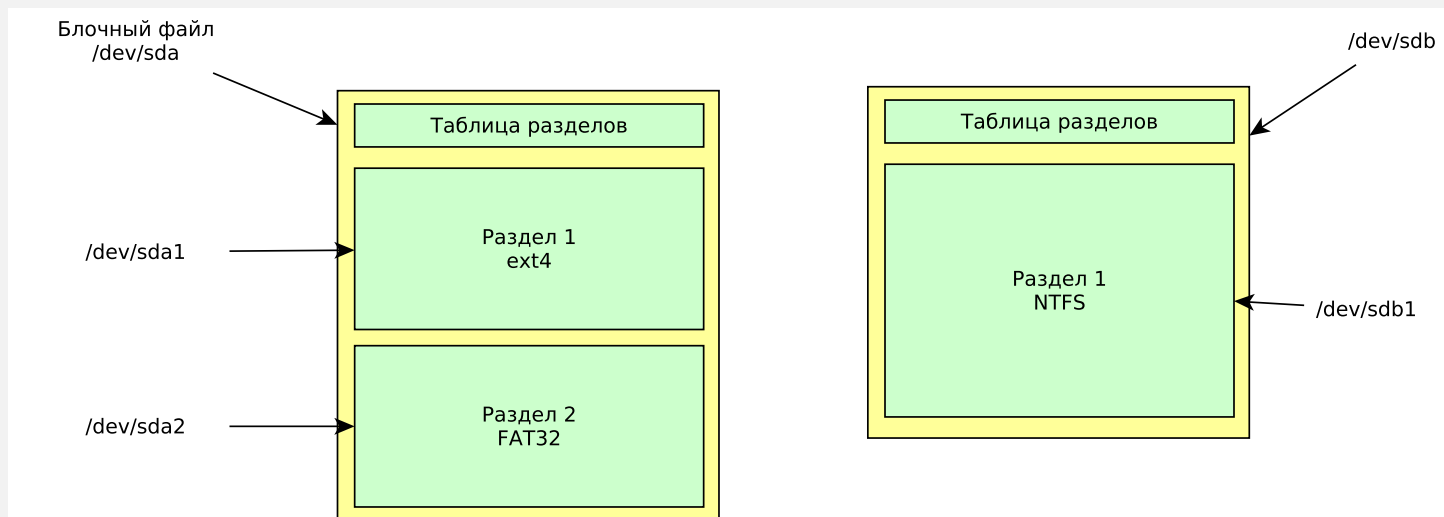 Блочный файл
/dev/sda
Таблица разделов
/dev/sda1
Раздел 1
ext4
/dev/sda2
Раздел 2
FAT32
/dev/sdb
Таблица разделов
Раздел 1
NTFS
/dev/sdb1